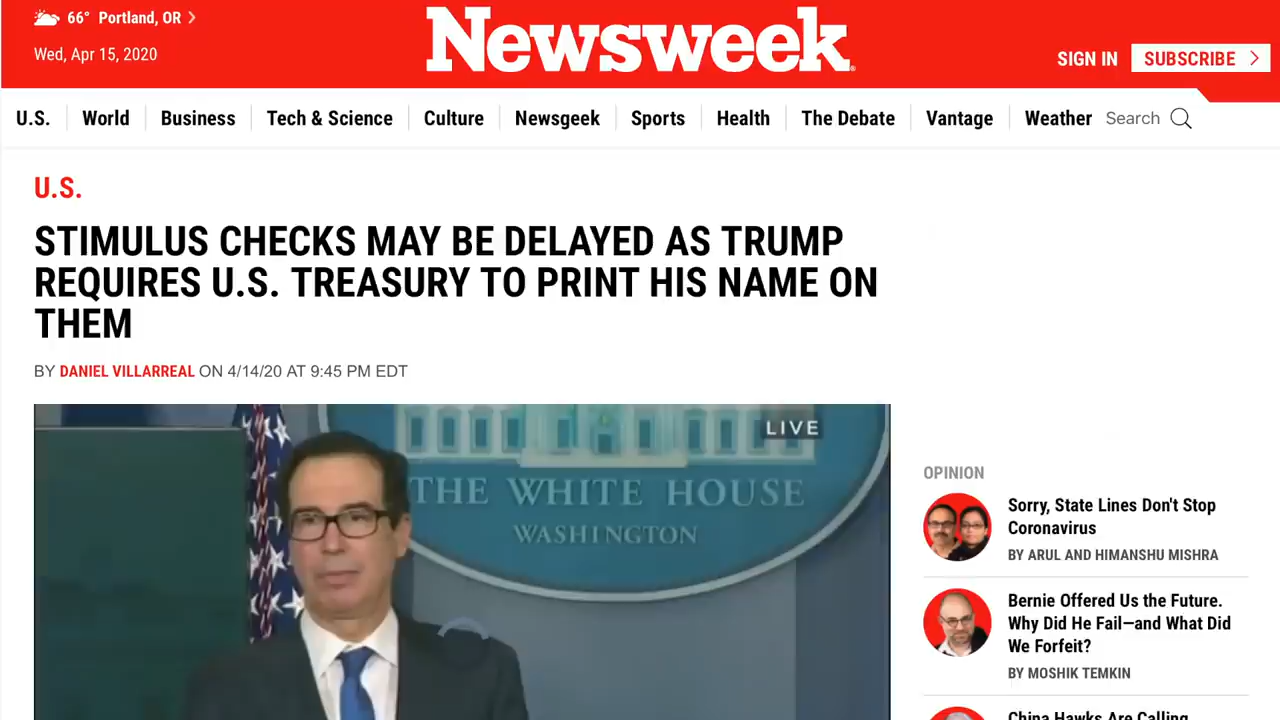 66° Portland, OR
Wed, Apr 15, 2020
Newsweek
SIGN IN
SUBSCRIBE
U.S.
World
Business
Tech & Science
Culture
Newsgeek
Sports
Health
The Debate
Vantage
Weather
Search
U.S.
STIMULUS CHECKS MAY BE DELAYED AS TRUMP
REQUIRES U.S. TREASURY TO PRINT HIS NAME ON
THEM
BY DANIEL VILLARREAL ON 4/14/20 AT 9:45 PM EDT
LIVE
THE WHITE HOUSE
WASHINGTON
OPINION
Sorry, State Lines Don't Stop
Coronavirus
BY ARUL AND HIMANSHU MISHRA
Bernie Offered Us the Future.
Why Did He Fail—and What Did
We Forfeit?
BY MOSHIK TEMKIN
China Hawks Are Calling